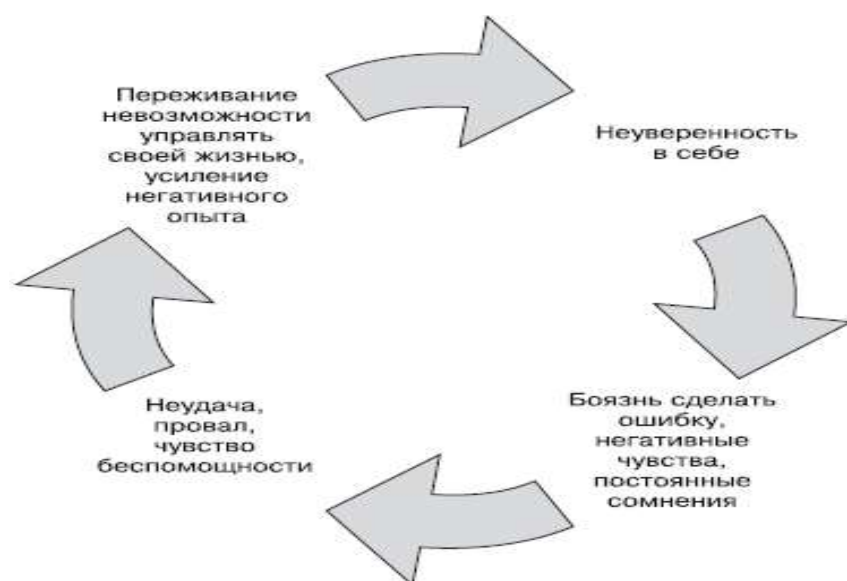 Переживание
невозможности
управлять
своей жизнью,
усиление
негативного
опыта
Неуверенность
в себе
Боязнь сделать
ошибку,
негативные
чувства,
постоянные
сомнения
Неудача,
провал,
чувство
беспомощности